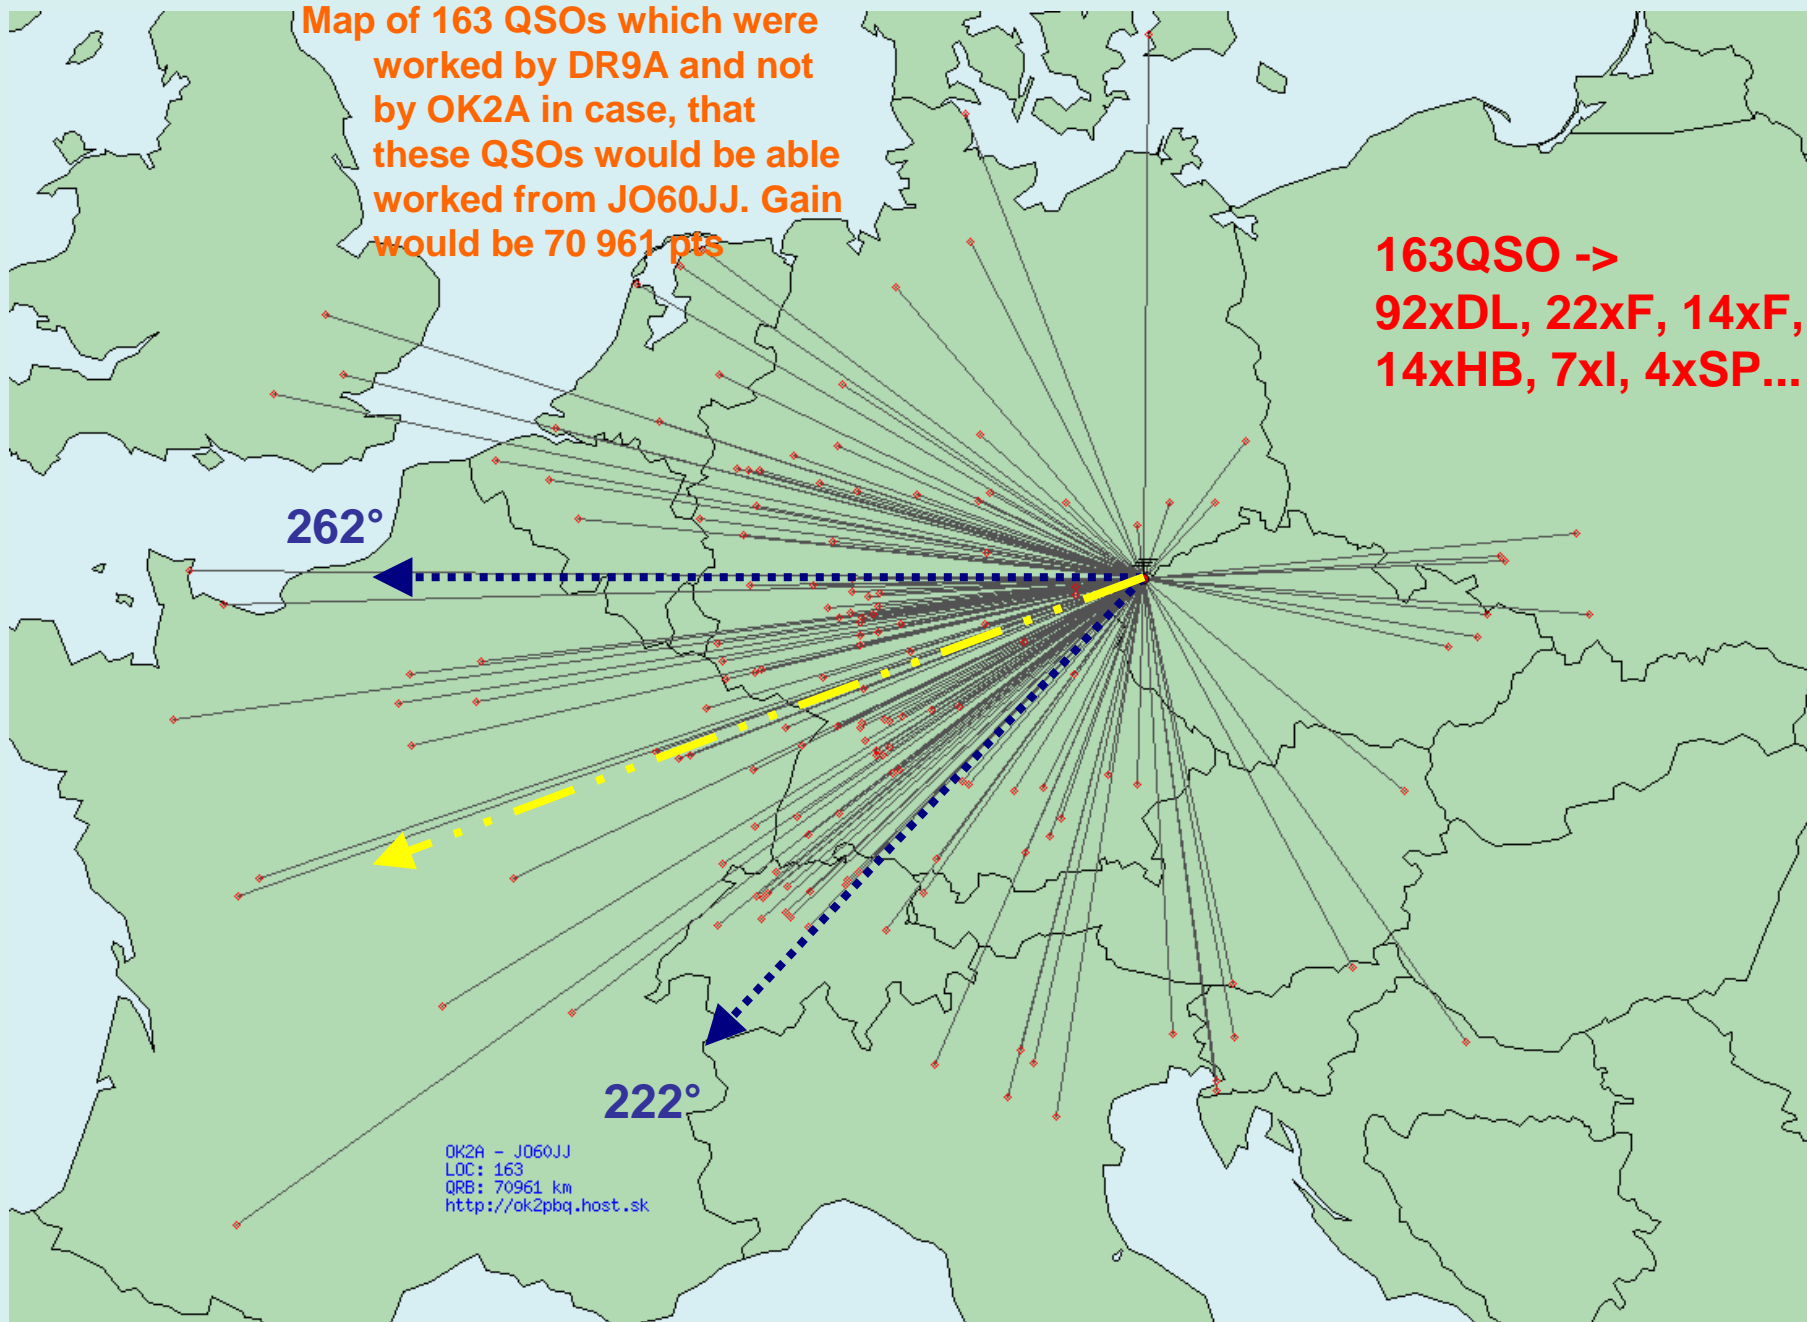 Map of 163 QSOs which were
worked by DR9A and not
by OK2A in case, that
these QSOs would be able
worked from JO60JJ. Gain
would be 70 961 pts
163QSO ->
92xDL, 22xF, 14xF,
14xHB, 7xI, 4xSP...
262°
222°
OK2A - JO60JJ
LOC: 163
QRB: 70961 km
http://ok2pbq.host.sk